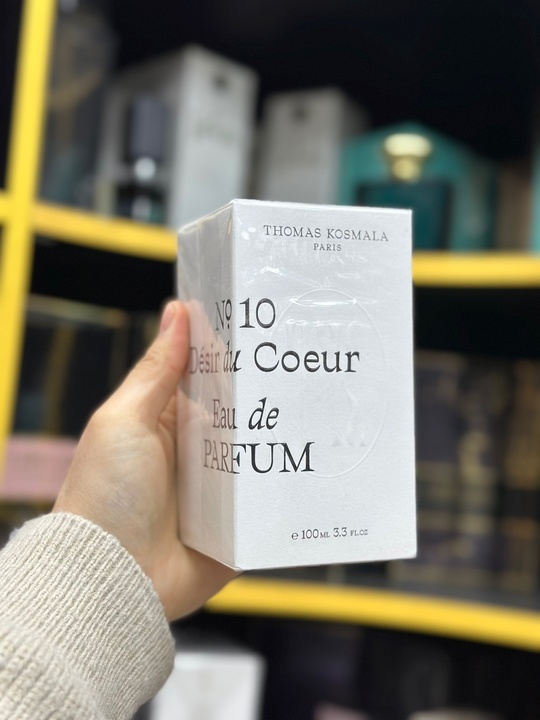 THOMAS KOSMALA
PARIS
Nº 10
Désir du Coeur
Eau de
PARFUM
℮ 100 ML 3.3 FL.OZ